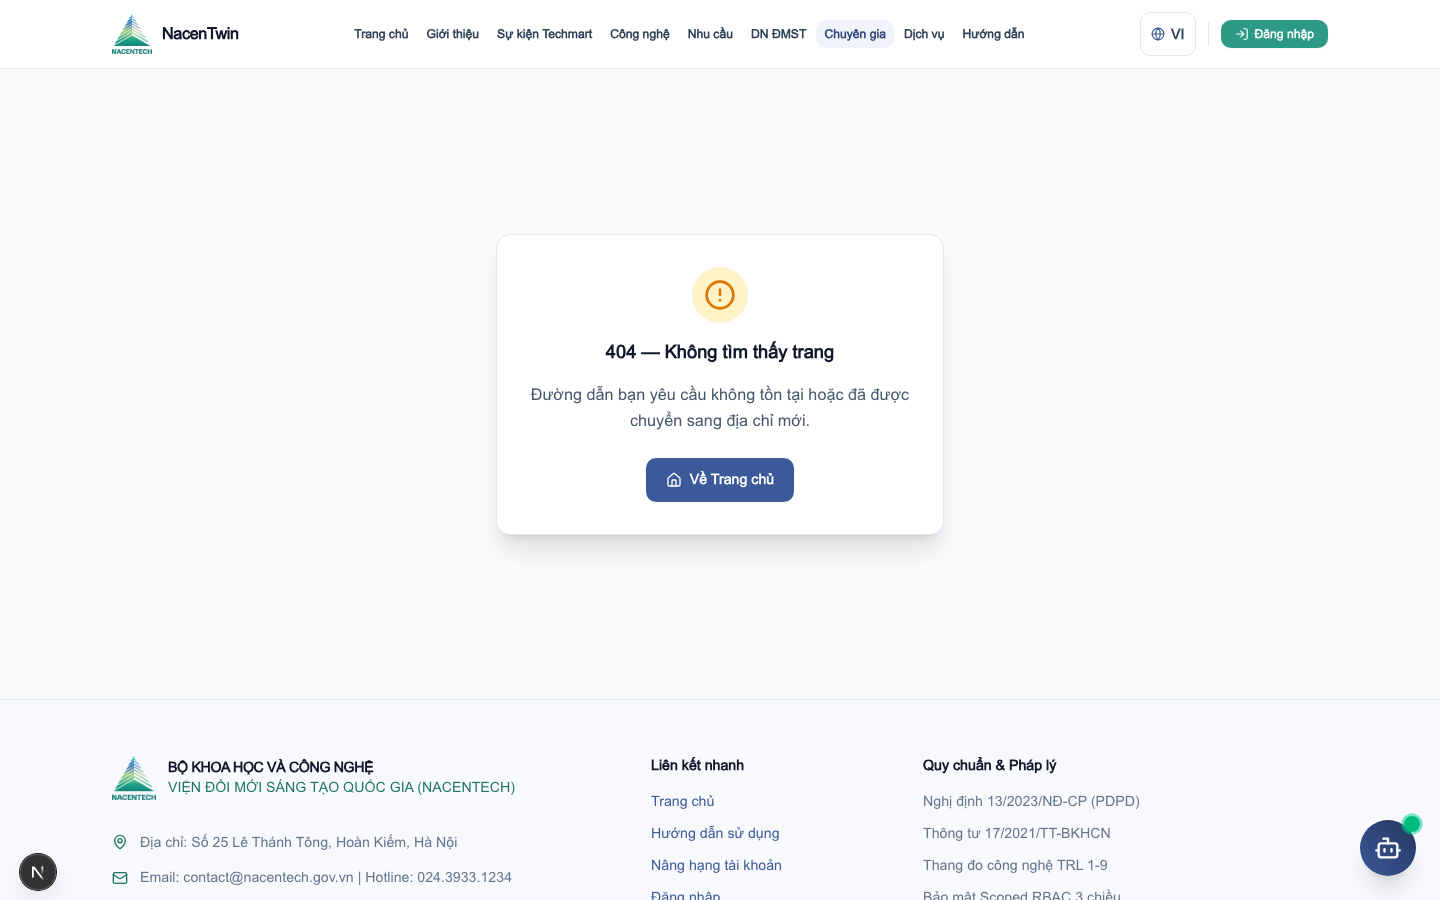 NACENTECH
NacenTwin
Trang chủ
Giới thiệu
Sự kiện Techmart
Công nghệ
Nhu cầu
DN ĐMST
Chuyên gia
Dịch vụ
Hướng dẫn
VI
Đăng nhập
404 — Không tìm thấy trang
Đường dẫn bạn yêu cầu không tồn tại hoặc đã được
chuyển sang địa chỉ mới.
Về Trang chủ
NACENTECH
BỘ KHOA HỌC VÀ CÔNG NGHỆ
VIỆN ĐỔI MỚI SÁNG TẠO QUỐC GIA (NACENTECH)
Địa chỉ: Số 25 Lê Thánh Tông, Hoàn Kiếm, Hà Nội
Email: contact@nacentech.gov.vn | Hotline: 024.3933.1234
Liên kết nhanh
Trang chủ
Hướng dẫn sử dụng
Nâng hạng tài khoản
Đăng nhập
Quy chuẩn & Pháp lý
Nghị định 13/2023/NĐ-CP (PDPD)
Thông tư 17/2021/TT-BKHCN
Thang đo công nghệ TRL 1-9
Bảo mật Scoped RBAC 3 chiều
N